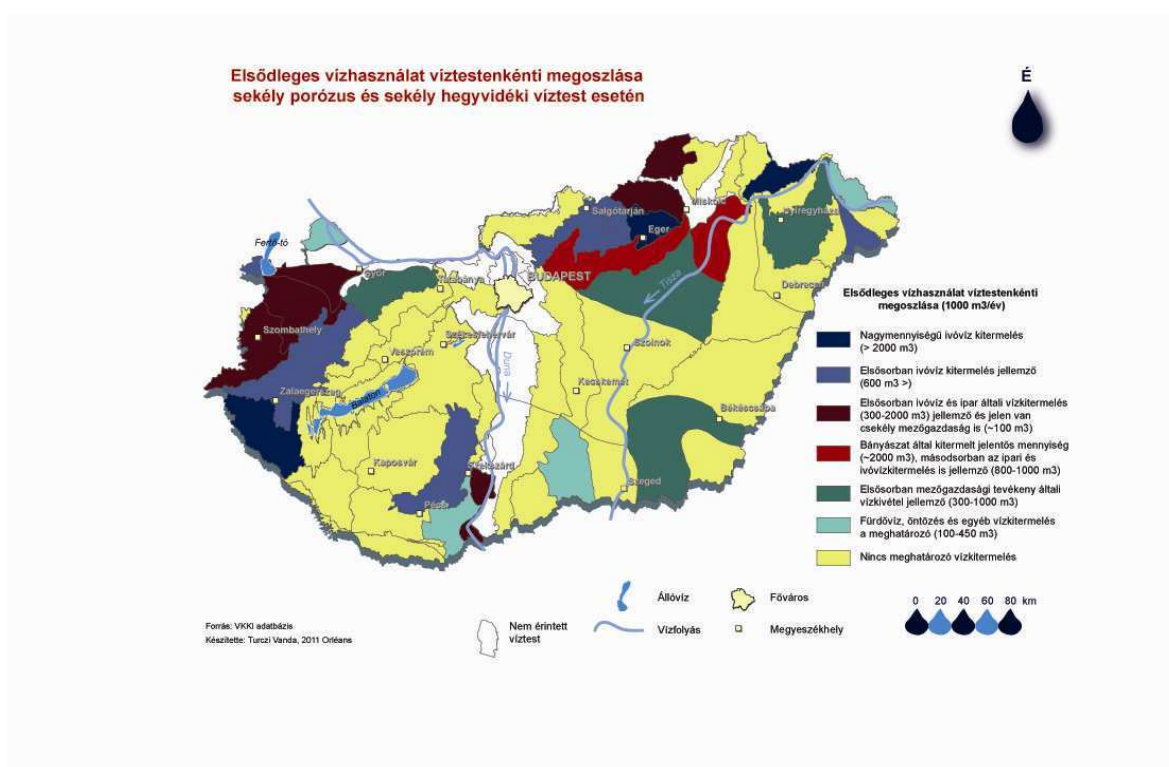 Elsődleges vízhasználat víztestenkénti megoszlása
sekély porózus és sekély hegyvidéki víztest esetén
É
Miskolc
Salgótarján
Nyíregyháza
Eger
Fertő-tó
Győr
Tatabánya
BUDAPEST
Tisza
Debrecen
Szombathely
Székesfehérvár
Veszprém
Szolnok
Duna
Zalaegerszeg
Balaton
Kecskemét
Békéscsaba
Kaposvár
Szekszárd
Szeged
Pécs
Elsődleges vízhasználat víztestenkénti
megoszlása (1000 m3/év)
Nagymennyiségű ivóvíz kitermelés
(> 2000 m3)
Elsősorban ivóvíz kitermelés jellemző
(600 m3 >)
Elsősorban ivóvíz és ipar általi vízkitermelés
(300-2000 m3) jellemző és jelen van
csekély mezőgazdaság is (~100 m3)
Bányászat által kitermelt jelentős mennyiség
(~2000 m3), másodsorban az ipari és
ivóvízkitermelés is jellemző (800-1000 m3)
Elsősorban mezőgazdasági tevékeny általi
vízkivétel jellemző (300-1000 m3)
Fürdővíz, öntözés és egyéb vízkitermelés
a meghatározó (100-450 m3)
Nincs meghatározó vízkitermelés
Állóvíz
Főváros
0 20 40 60 80 km
Forrás: VKKI adatbázis
Készítette: Turczi Vanda, 2011 Orléans
Nem érintett
víztest
Vízfolyás
Megyeszékhely